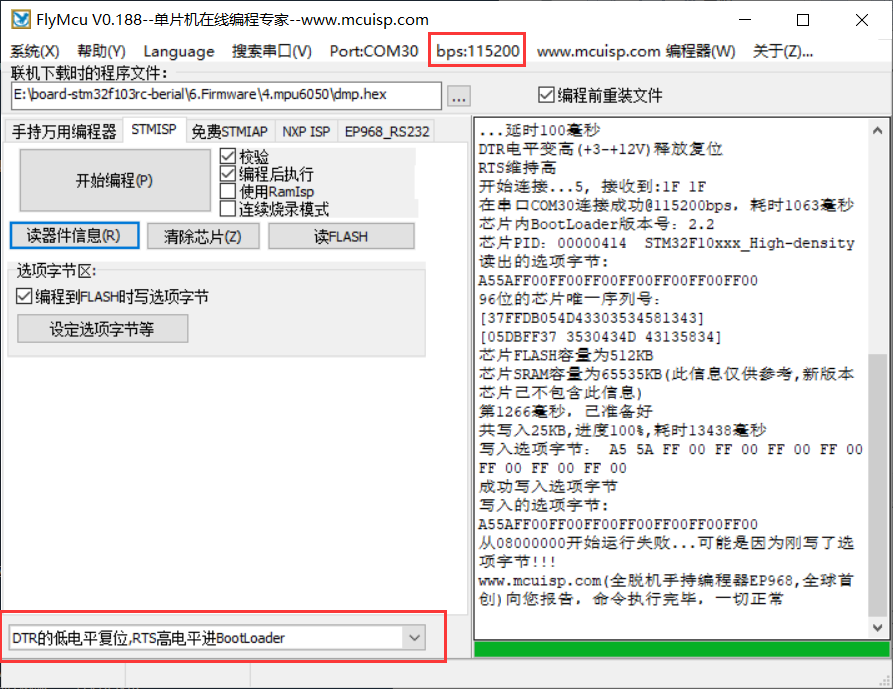 FlyMcu V0.188--单片机在线编程专家--www.mcuisp.com
系统(X) 帮助(Y) Language 搜索串口(V) Port:COM30 bps:115200 www.mcuisp.com 编程器(W) 关于(Z)...
联机下载时的程序文件:
E:\board-stm32f103rc-berial\6.Firmware\4.mpu6050\dmp.hex ... 编程前重装文件
手持万用编程器 STMISP 免费STMIAP NXP ISP EP968_RS232
开始编程(P)
校验
编程后执行
使用RamIsp
连续烧录模式
读器件信息(R) 清除芯片(Z) 读FLASH
选项字节区:
编程到FLASH时写选项字节
设定选项字节等
DTR的低电平复位,RTS高电平进BootLoader
...延时100毫秒
DTR电平变高(+3-+12V)释放复位
RTS维持高
开始连接...5, 接收到:1F 1F
在串口COM30连接成功@115200bps，耗时1063毫秒
芯片内BootLoader版本号：2.2
芯片PID：00000414 STM32F10xxx_High-density
读出的选项字节:
A55AFF00FF00FF00FF00FF00FF00FF00
96位的芯片唯一序列号:
[37FFDB054D43303534581343]
[05DBFF37 3530434D 43135834]
芯片FLASH容量为512KB
芯片SRAM容量为65535KB(此信息仅供参考,新版本
芯片已不包含此信息)
第1266毫秒，已准备好
共写入25KB,进度100%,耗时13438毫秒
写入选项字节： A5 5A FF 00 FF 00 FF 00 FF 00
FF 00 FF 00 FF 00
成功写入选项字节
写入的选项字节:
A55AFF00FF00FF00FF00FF00FF00FF00
从08000000开始运行失败...可能是因为刚写了选
项字节!!!
www.mcuisp.com(全脱机手持编程器EP968,全球首
创)向您报告，命令执行完毕，一切正常